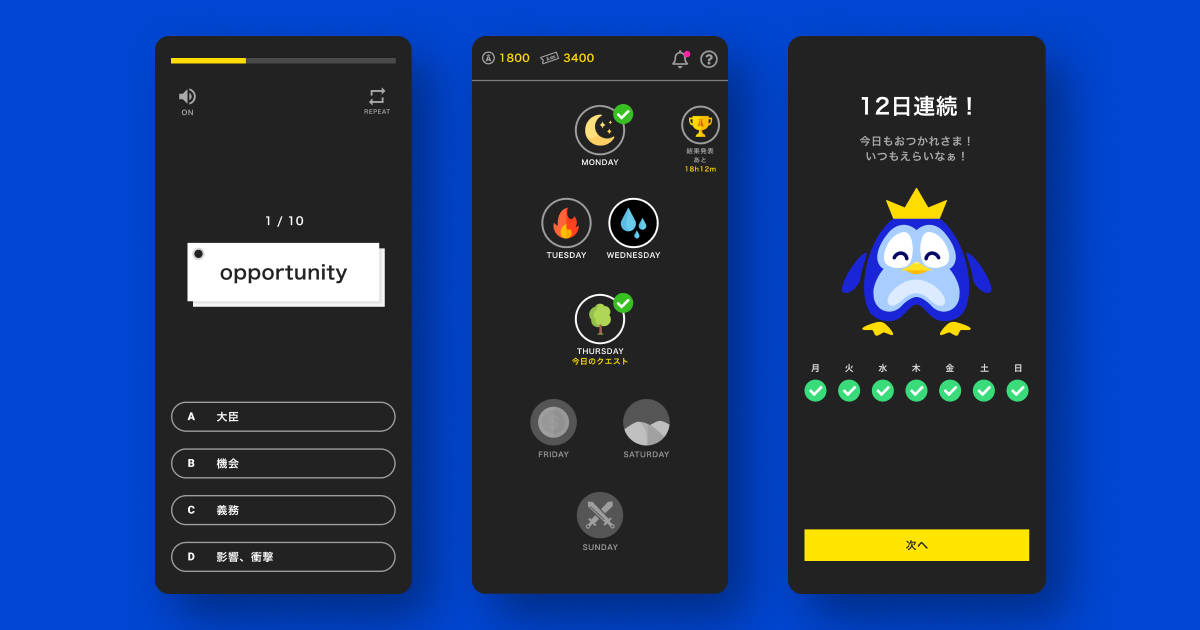 ON
REPEAT
1 / 10
opportunity
A 大臣
B 機会
C 義務
D 影響、衝撃
1800 3400
MONDAY
結果発表
あと
18h12m
TUESDAY WEDNESDAY
THURSDAY
今日のクエスト
FRIDAY SATURDAY
SUNDAY
12日連続！
今日もおつかれさま！
いつもえらいなぁ！
月 火 水 木 金 土 日
次へ